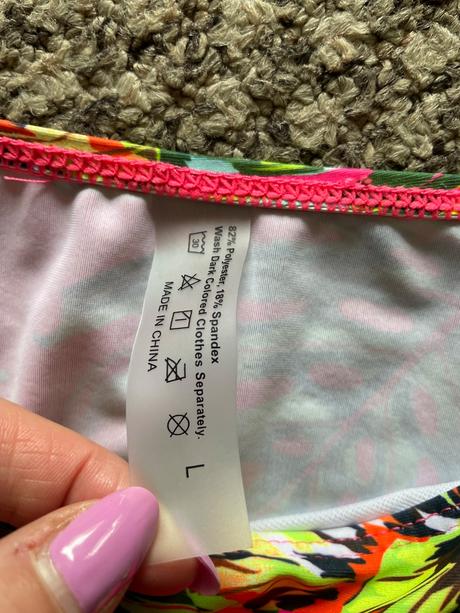 82% Polyester, 18% Spandex
Wash Dark Colored Clothes Separately.
30
MADE IN CHINA
L